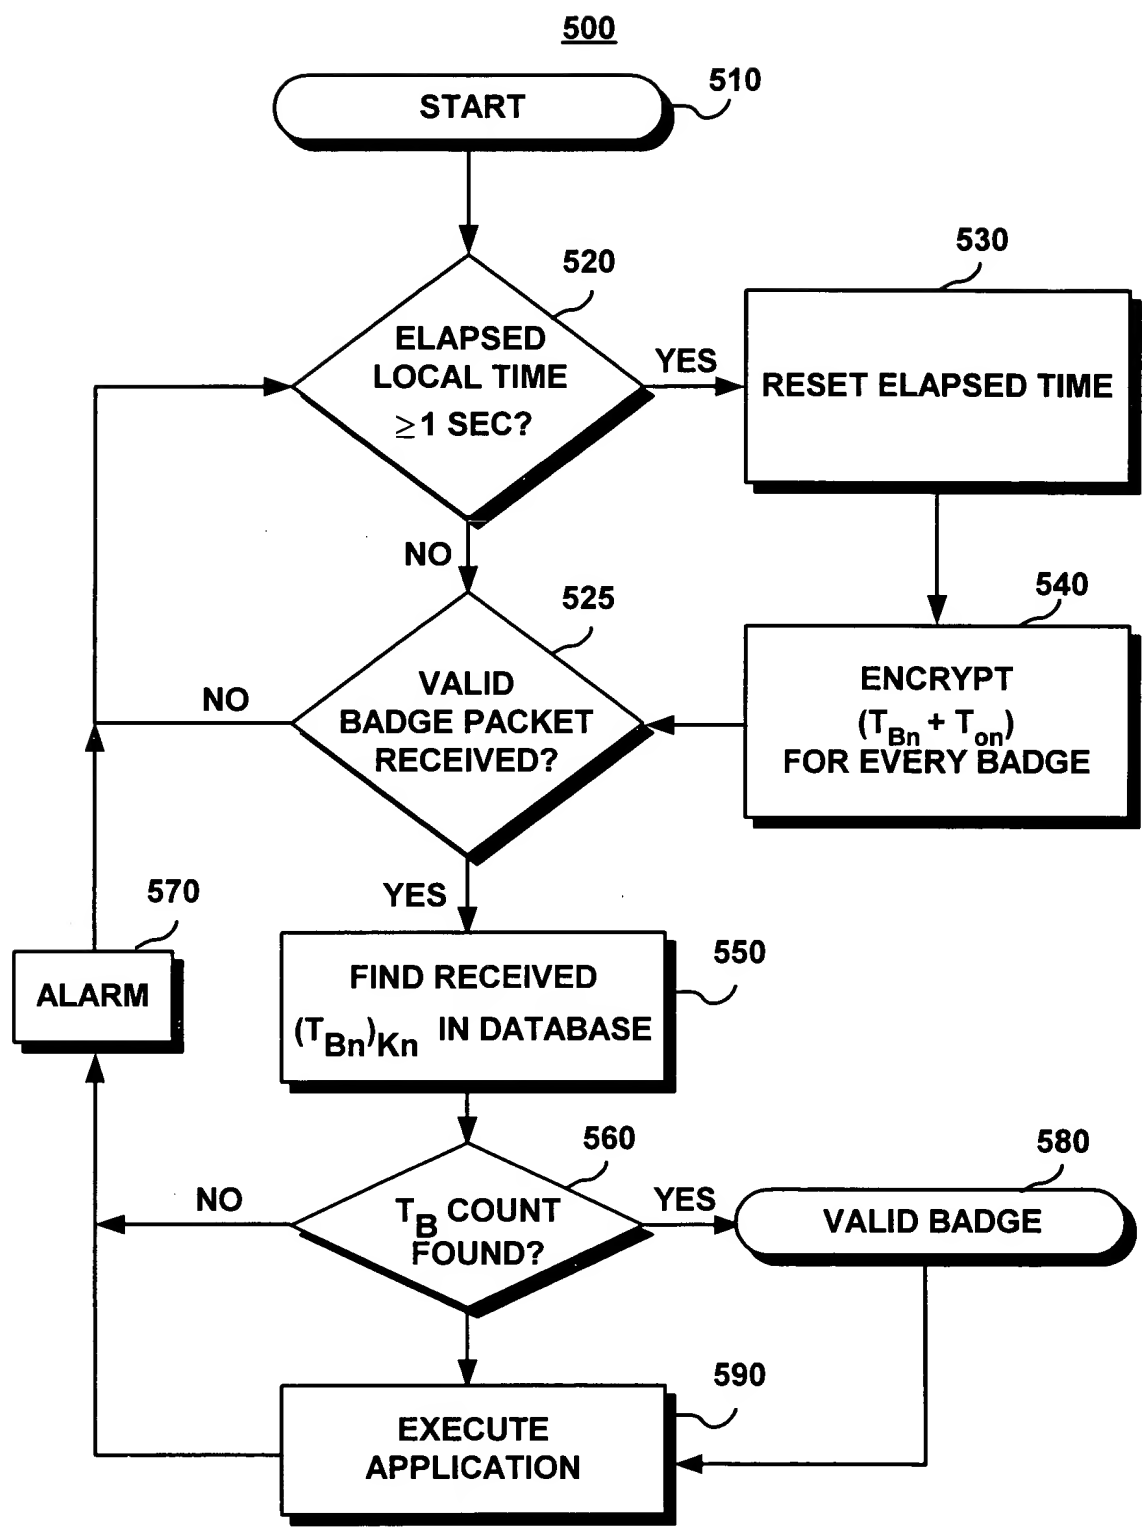 500
START
510
520
ELAPSED
LOCAL TIME
≥1 SEC?
YES
530
RESET ELAPSED TIME
NO
525
540
VALID
BADGE PACKET
RECEIVED?
NO
ENCRYPT
(TBn + Ton)
FOR EVERY BADGE
YES
570
ALARM
550
FIND RECEIVED
(TBn)Kn IN DATABASE
560
NO
TB COUNT
FOUND?
YES
580
VALID BADGE
590
EXECUTE
APPLICATION